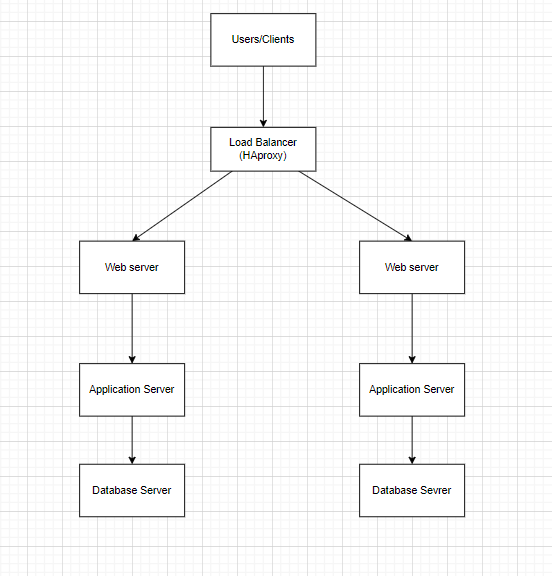 Users/Clients
Load Balancer
(HAproxy)
Web server
Web server
Application Server
Application Server
Database Server
Database Sevrer